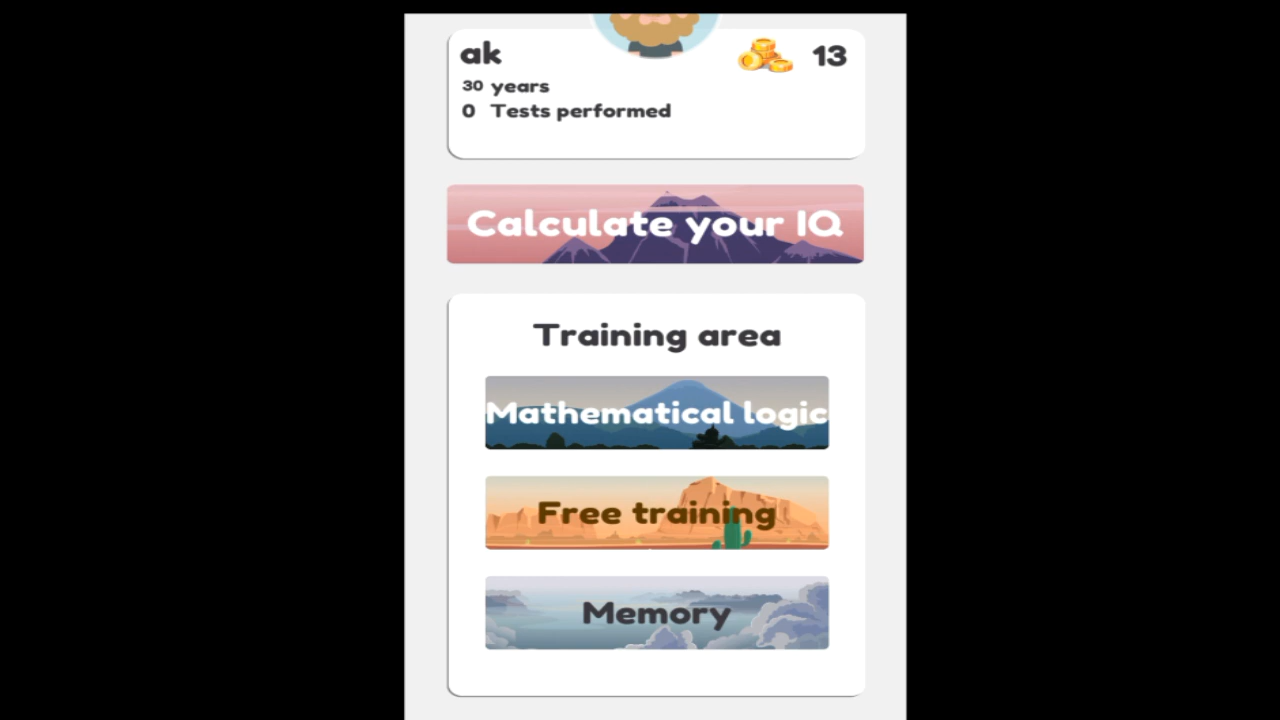 ak
13
30 years
0 Tests performed
Calculate your IQ
Training area
Mathematical logic
Free training
Memory